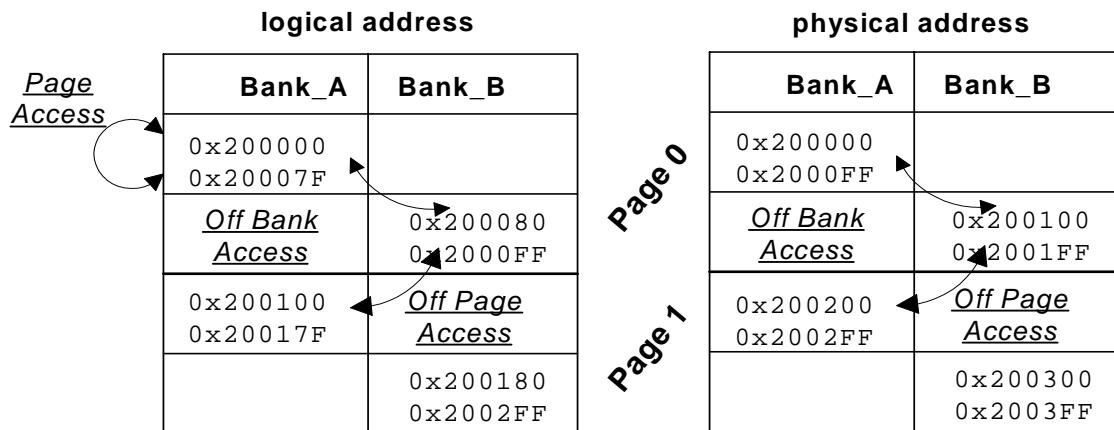 logical address
physical address
Page
Access
Bank_A
Bank_B
0x200000
0x20007F
Off Bank
Access
0x200080
0x2000FF
0x200100
0x20017F
Off Page
Access
0x200180
0x2002FF
Page 0
Page 1
Bank_A
Bank_B
0x200000
0x2000FF
Off Bank
Access
0x200100
0x2001FF
0x200200
0x2002FF
Off Page
Access
0x200300
0x2003FF